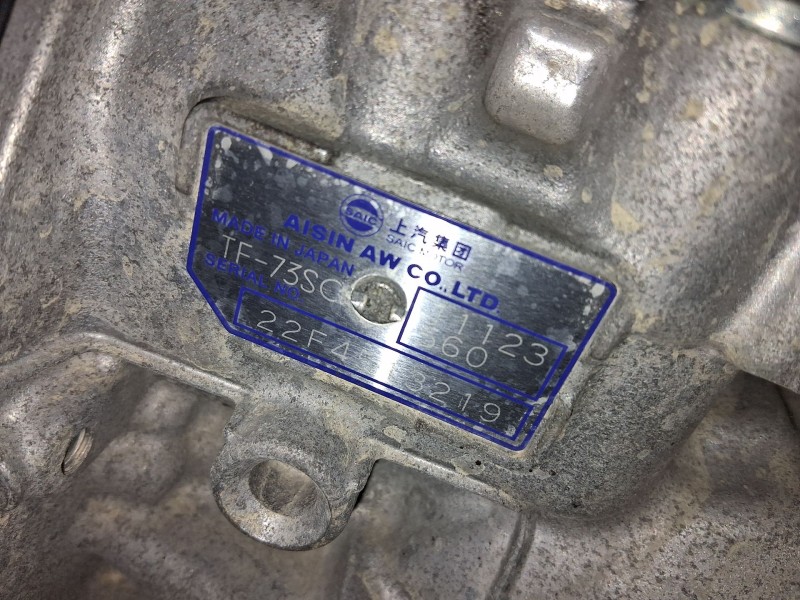 SAIC 上汽集团
SAIC MOTOR
AISIN AW CO., LTD.
MADE IN JAPAN
TF-73SC
1123
560
SERIAL NO.
22F4 3219